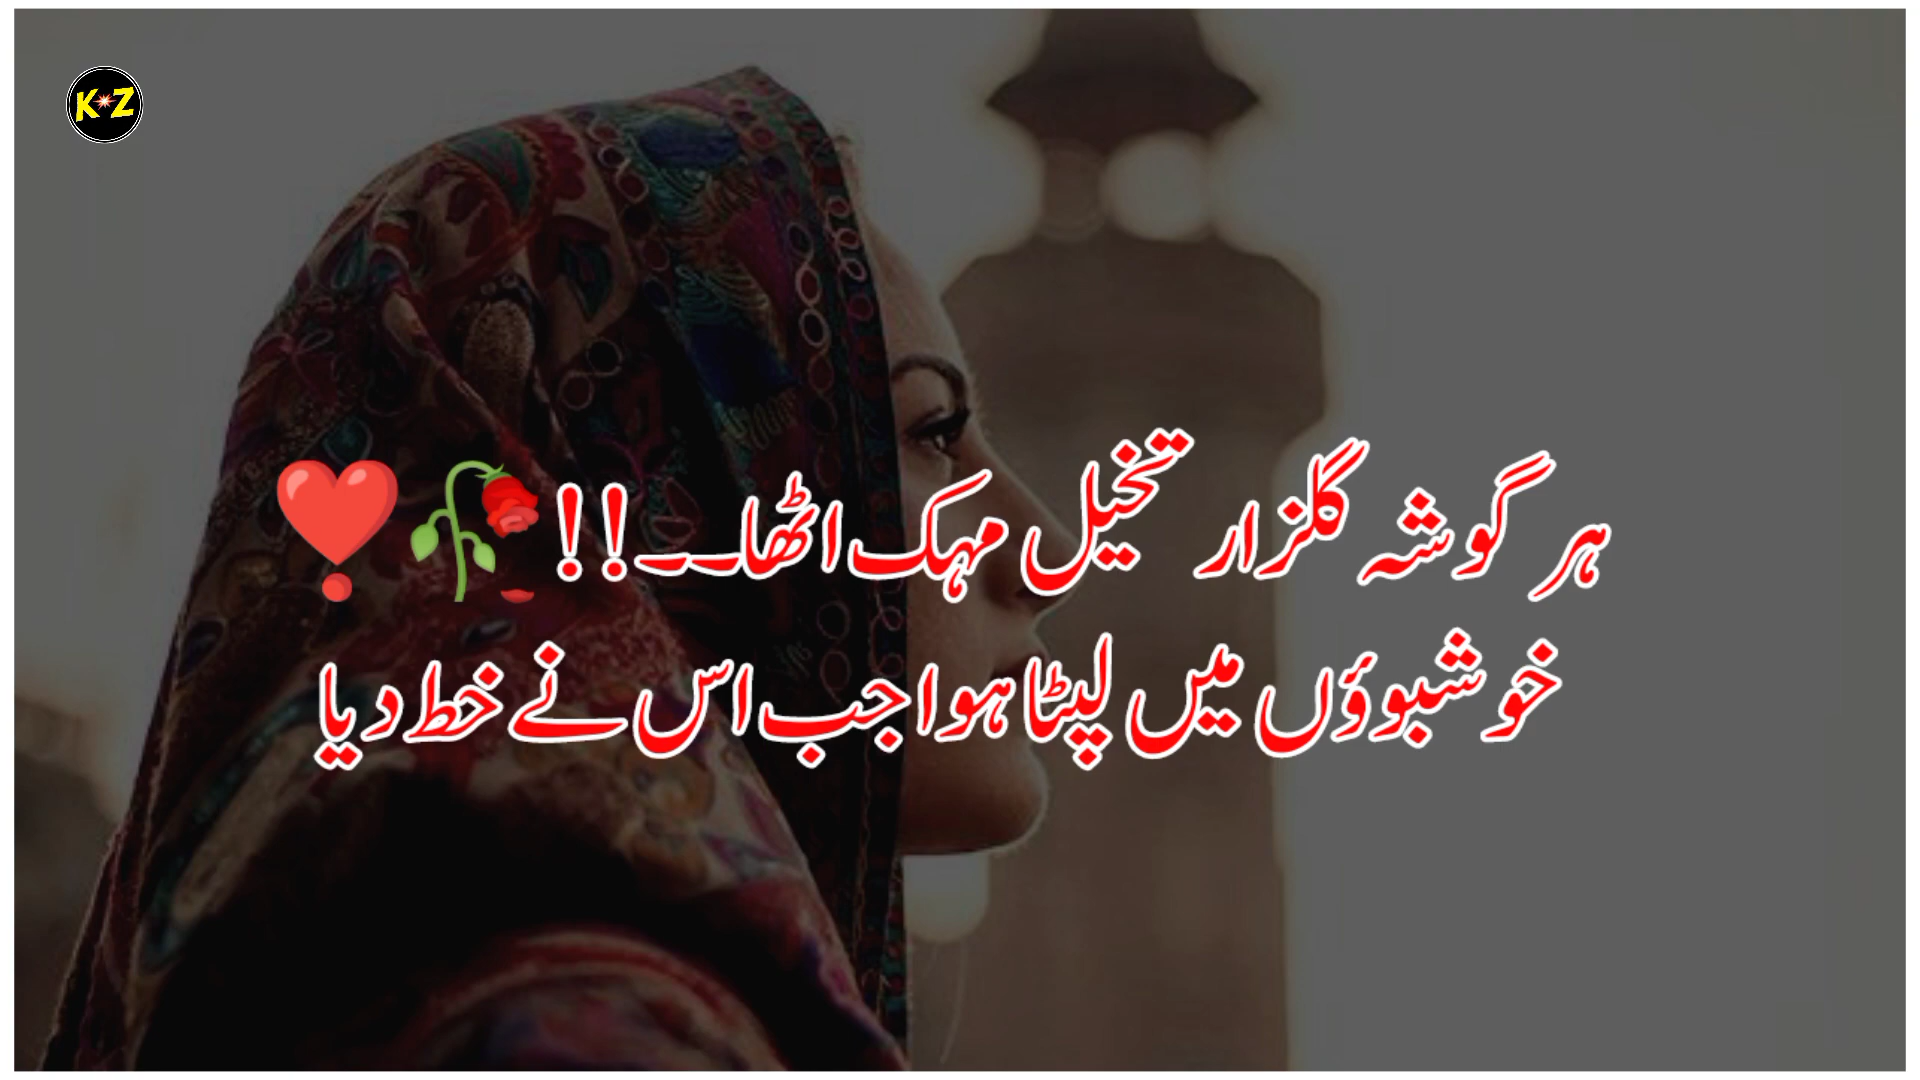 K Z
ہر گوشہ گلزار تخیل مہک اٹھا۔۔!! 🥀❣️
خوشبوؤں میں لپٹا ہوا جب اس نے خط دیا